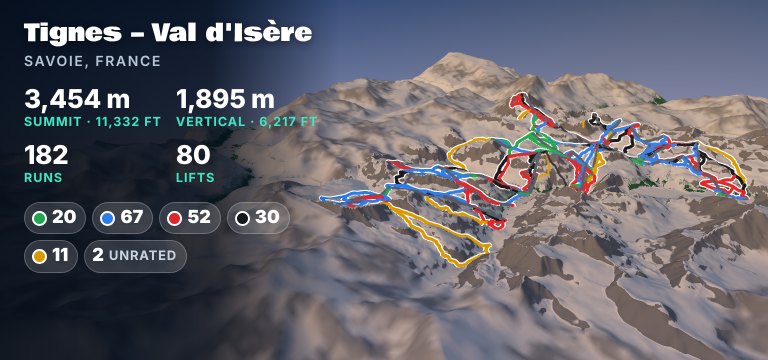 Tignes – Val d'Isère
SAVOIE, FRANCE
3,454 m 1,895 m
SUMMIT · 11,332 FT VERTICAL · 6,217 FT
182 80
RUNS LIFTS
20 67 52 30
11 2 UNRATED